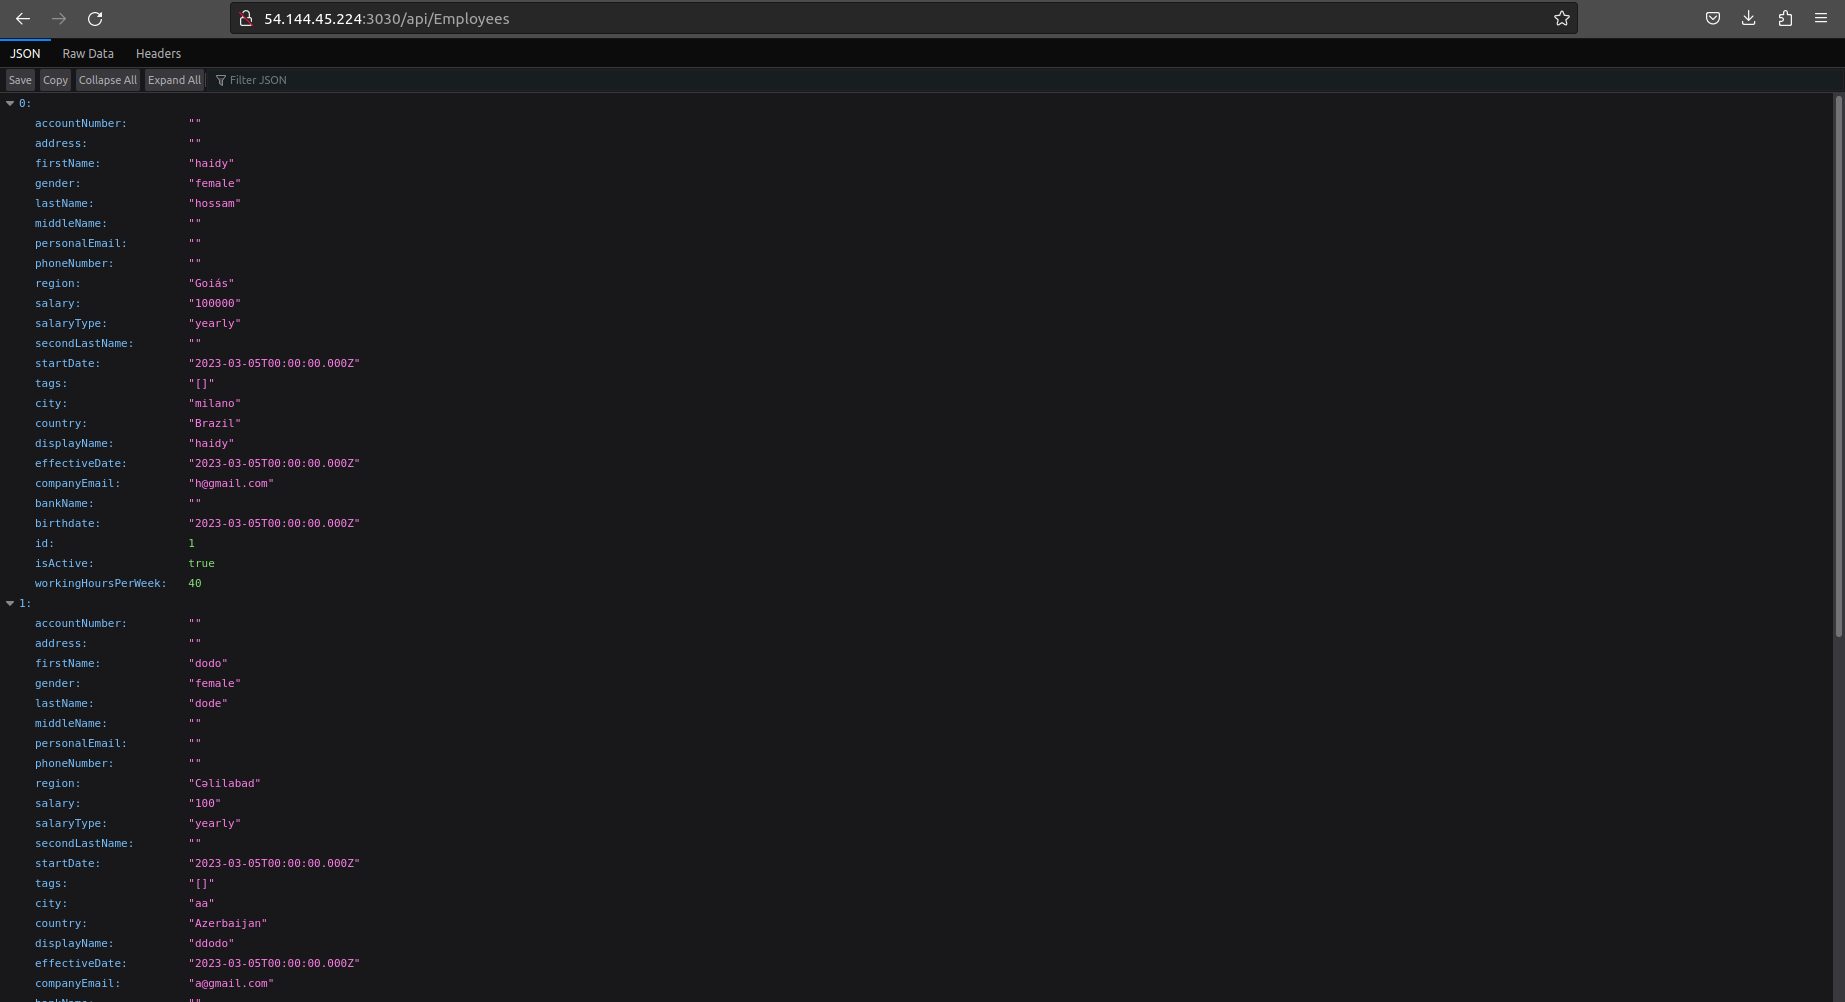 54.144.45.224:3030/api/Employees
JSON Raw Data Headers
Save Copy Collapse All Expand All Filter JSON
0:
accountNumber: ""
address: ""
firstName: "haidy"
gender: "female"
lastName: "hossam"
middleName: ""
personalEmail: ""
phoneNumber: ""
region: "Goiás"
salary: "100000"
salaryType: "yearly"
secondLastName: ""
startDate: "2023-03-05T00:00:00.000Z"
tags: "[]"
city: "milano"
country: "Brazil"
displayName: "haidy"
effectiveDate: "2023-03-05T00:00:00.000Z"
companyEmail: "h@gmail.com"
bankName: ""
birthdate: "2023-03-05T00:00:00.000Z"
id: 1
isActive: true
workingHoursPerWeek: 40
1:
accountNumber: ""
address: ""
firstName: "dodo"
gender: "female"
lastName: "dode"
middleName: ""
personalEmail: ""
phoneNumber: ""
region: "Cəlilabad"
salary: "100"
salaryType: "yearly"
secondLastName: ""
startDate: "2023-03-05T00:00:00.000Z"
tags: "[]"
city: "aa"
country: "Azerbaijan"
displayName: "ddodo"
effectiveDate: "2023-03-05T00:00:00.000Z"
companyEmail: "a@gmail.com"
bankName: ""